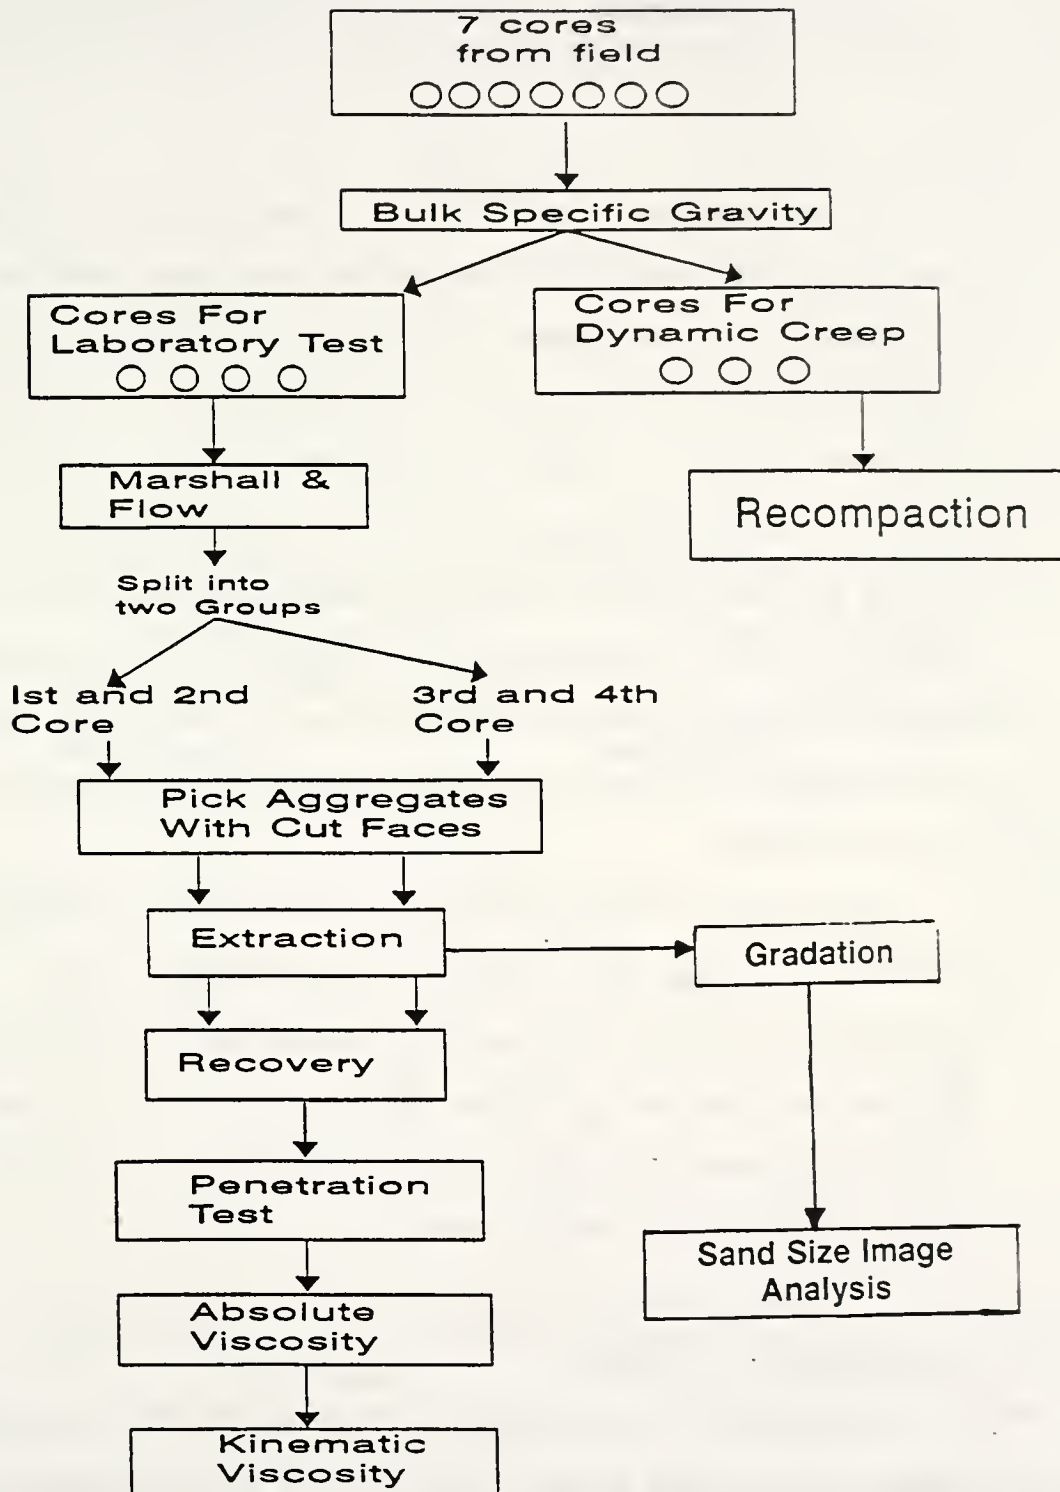 7 cores
from field
Bulk Specific Gravity
Cores For
Laboratory Test
Cores For
Dynamic Creep
Marshall &
Flow
Recompaction
Split into
two Groups
1st and 2nd
Core
3rd and 4th
Core
Pick Aggregates
With Cut Faces
Extraction
Gradation
Recovery
Penetration
Test
Sand Size Image
Analysis
Absolute
Viscosity
Kinematic
Viscosity